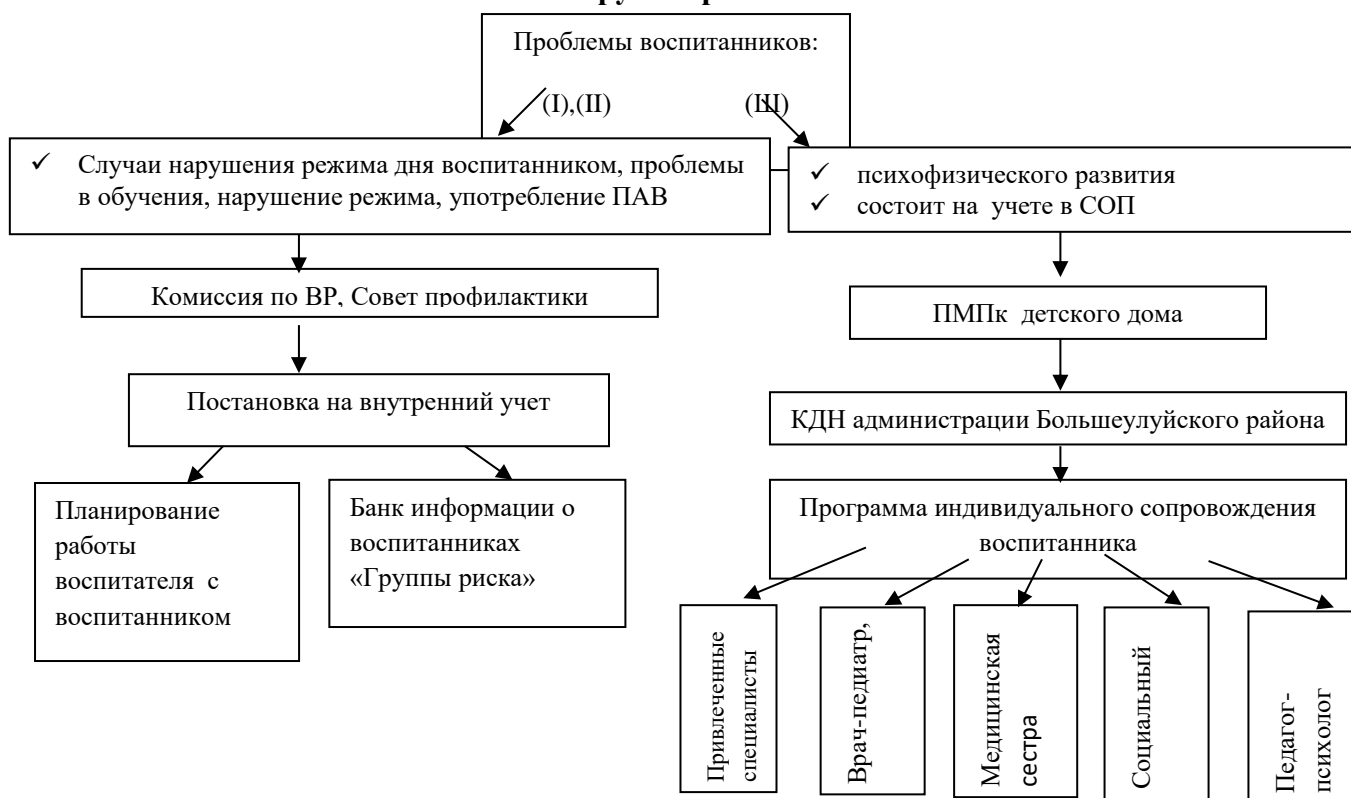 Проблемы воспитанников:
(I),(II) (III)
✓ Случаи нарушения режима дня воспитанником, проблемы
в обучения, нарушение режима, употребление ПАВ
✓ психофизического развития
✓ состоит на учете в СОП
Комиссия по ВР, Совет профилактики
ПМПк детского дома
Постановка на внутренний учет
КДН администрации Большеулуйского района
Планирование
работы
воспитателя с
воспитанником
Банк информации о
воспитанниках
«Группы риска»
Программа индивидуального сопровождения
воспитанника
Привлеченные
специалисты
Врач-педиатр,
Медицинская
сестра
Социальный
Педагог-
психолог